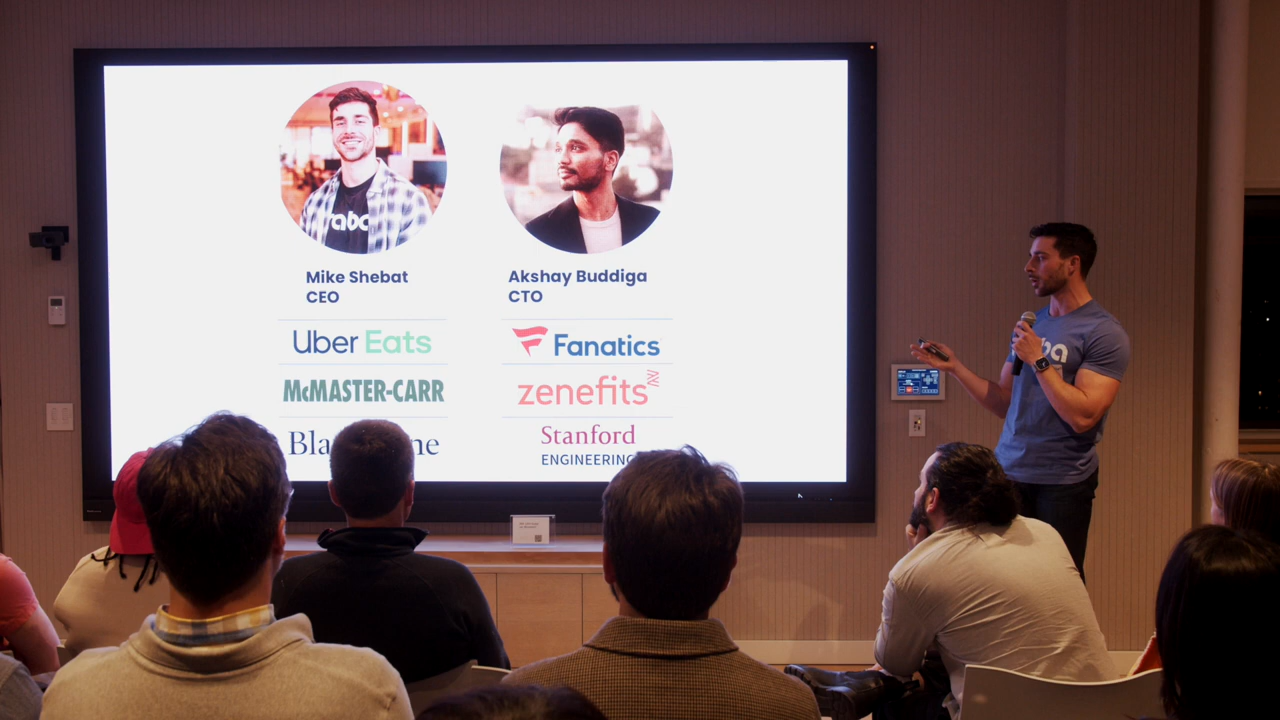 Mike Shebat
CEO
Uber Eats
McMASTER-CARR
Akshay Buddiga
CTO
Fanatics
zenefits
Stanford
ENGINEERING